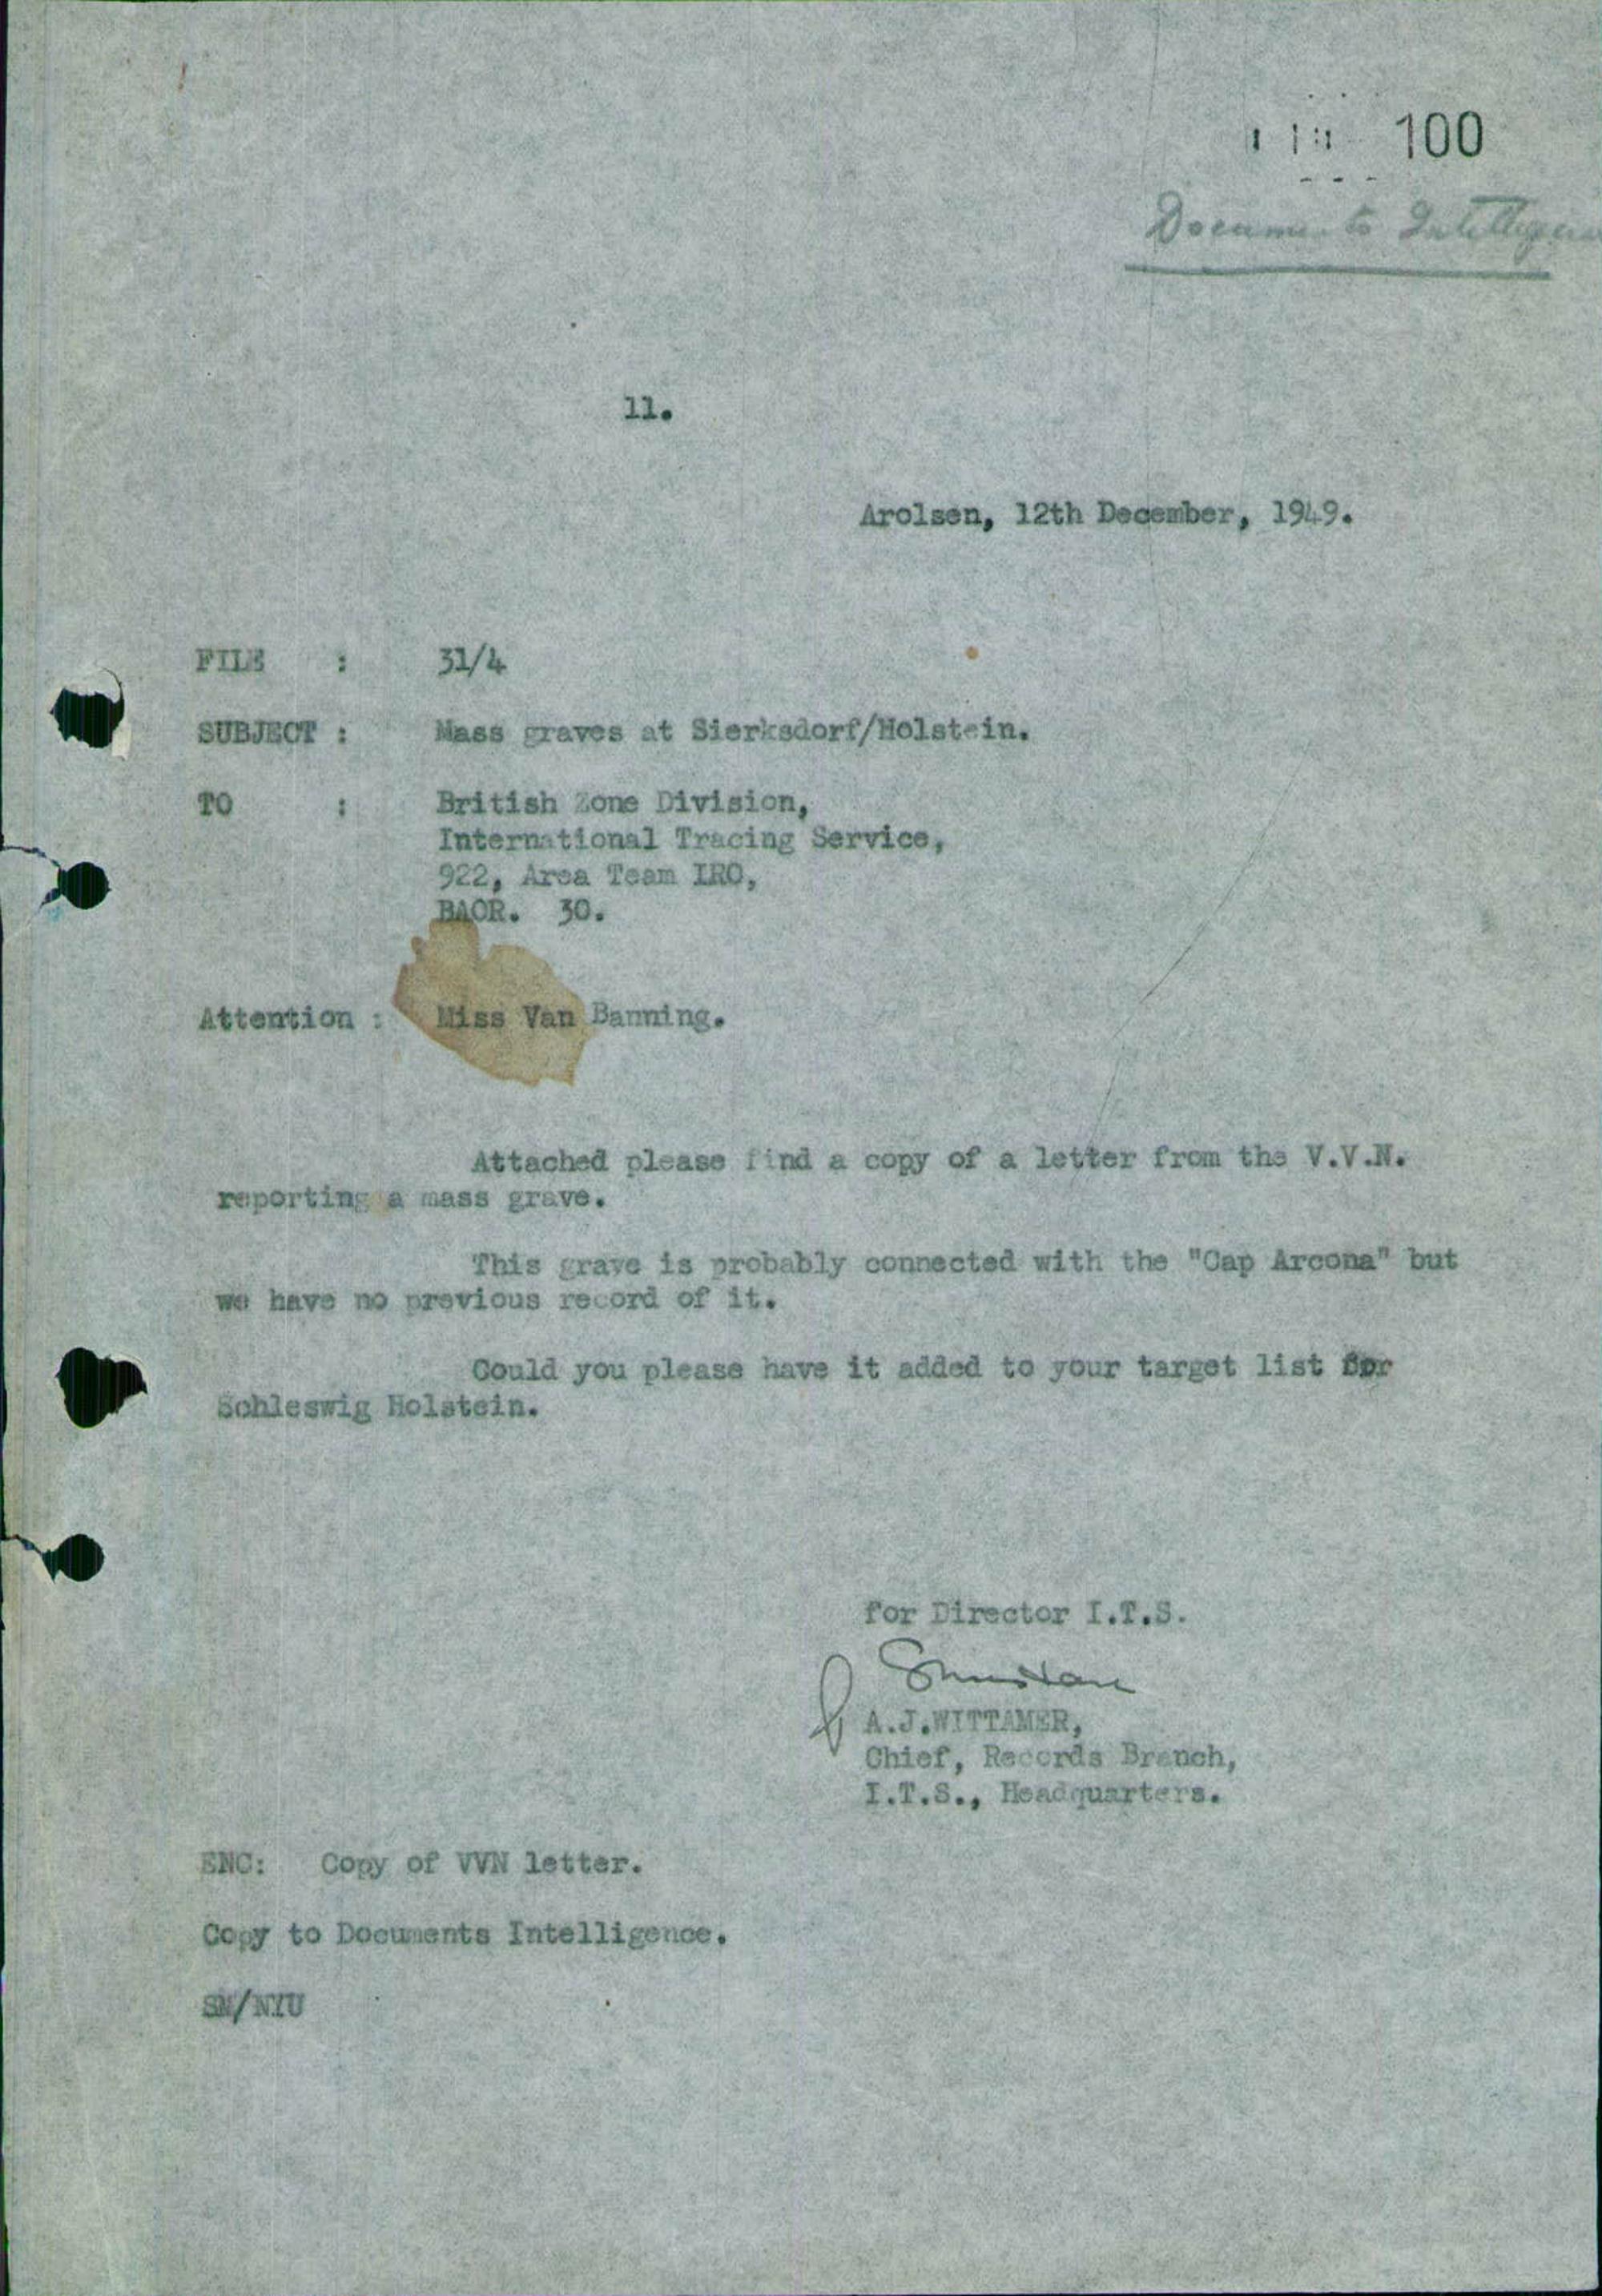 100
Documents Intelligence
11.
Arolsen, 12th December, 1949.
FILE : 31/4
SUBJECT : Mass graves at Sierksdorf/Holstein.
TO : British Zone Division,
International Tracing Service,
922, Area Team IRO,
BAOR. 30.
Attention : Miss Van Banning.
Attached please find a copy of a letter from the V.V.N.
reporting a mass grave.
This grave is probably connected with the "Cap Arcona" but
we have no previous record of it.
Could you please have it added to your target list for
Schleswig Holstein.
for Director I.T.S.
A.J.WITTAMER,
Chief, Records Branch,
I.T.S., Headquarters.
ENC: Copy of VVN letter.
Copy to Documents Intelligence.
SN/NYU